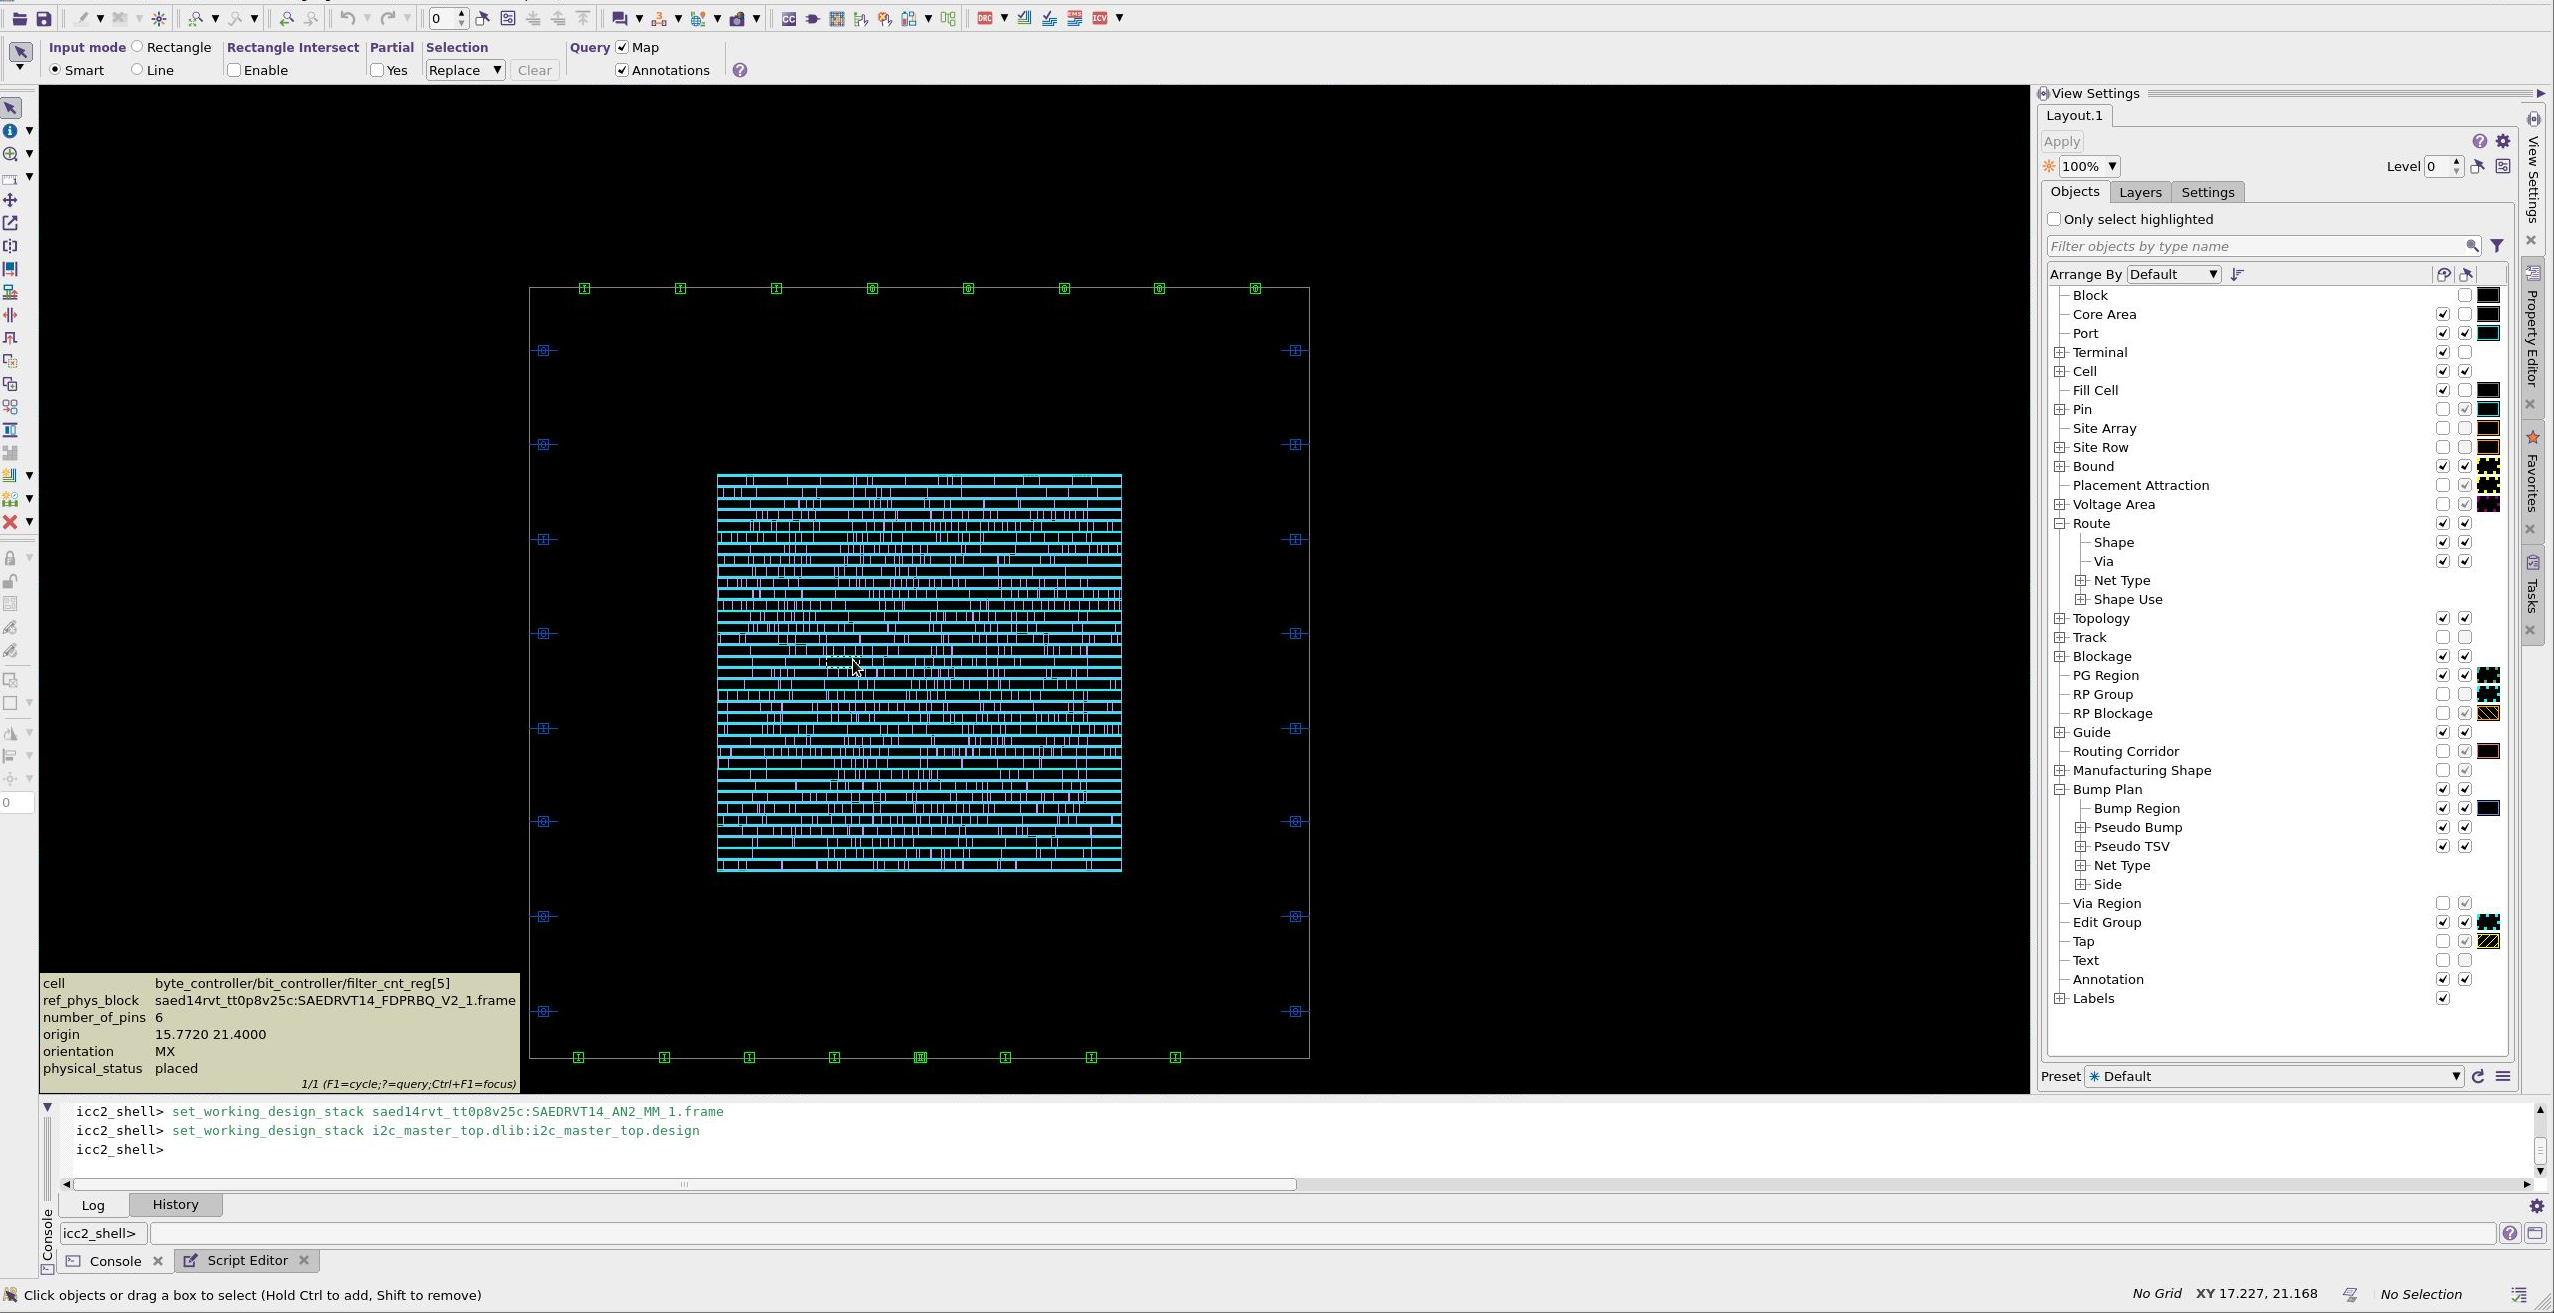 0
CC
DRC
EMS
ICV
Input mode
Rectangle
Rectangle Intersect
Partial
Selection
Query
Map
Smart
Line
Enable
Yes
Replace
Clear
Annotations
View Settings
Layout.1
Apply
100%
Level 0
Objects
Layers
Settings
Only select highlighted
Filter objects by type name
Arrange By Default
Block
Core Area
Port
Terminal
Cell
Fill Cell
Pin
Site Array
Site Row
Bound
Placement Attraction
Voltage Area
Route
Shape
Via
Net Type
Shape Use
Topology
Track
Blockage
PG Region
RP Group
RP Blockage
Guide
Routing Corridor
Manufacturing Shape
Bump Plan
Bump Region
Pseudo Bump
Pseudo TSV
Net Type
Side
Via Region
Edit Group
Tap
Text
Annotation
Labels
Preset Default
View Settings
Property Editor
Favorites
Tasks
0
cell byte_controller/bit_controller/filter_cnt_reg[5]
ref_phys_block saed14rvt_tt0p8v25c:SAEDRVT14_FDPRBQ_V2_1.frame
number_of_pins 6
origin 15.7720 21.4000
orientation MX
physical_status placed
1/1 (F1=cycle;?=query;Ctrl+F1=focus)
icc2_shell> set_working_design_stack saed14rvt_tt0p8v25c:SAEDRVT14_AN2_MM_1.frame
icc2_shell> set_working_design_stack i2c_master_top.dlib:i2c_master_top.design
icc2_shell>
Log
History
Console
icc2_shell>
Console
Script Editor
Click objects or drag a box to select (Hold Ctrl to add, Shift to remove)
No Grid
XY 17.227, 21.168
No Selection